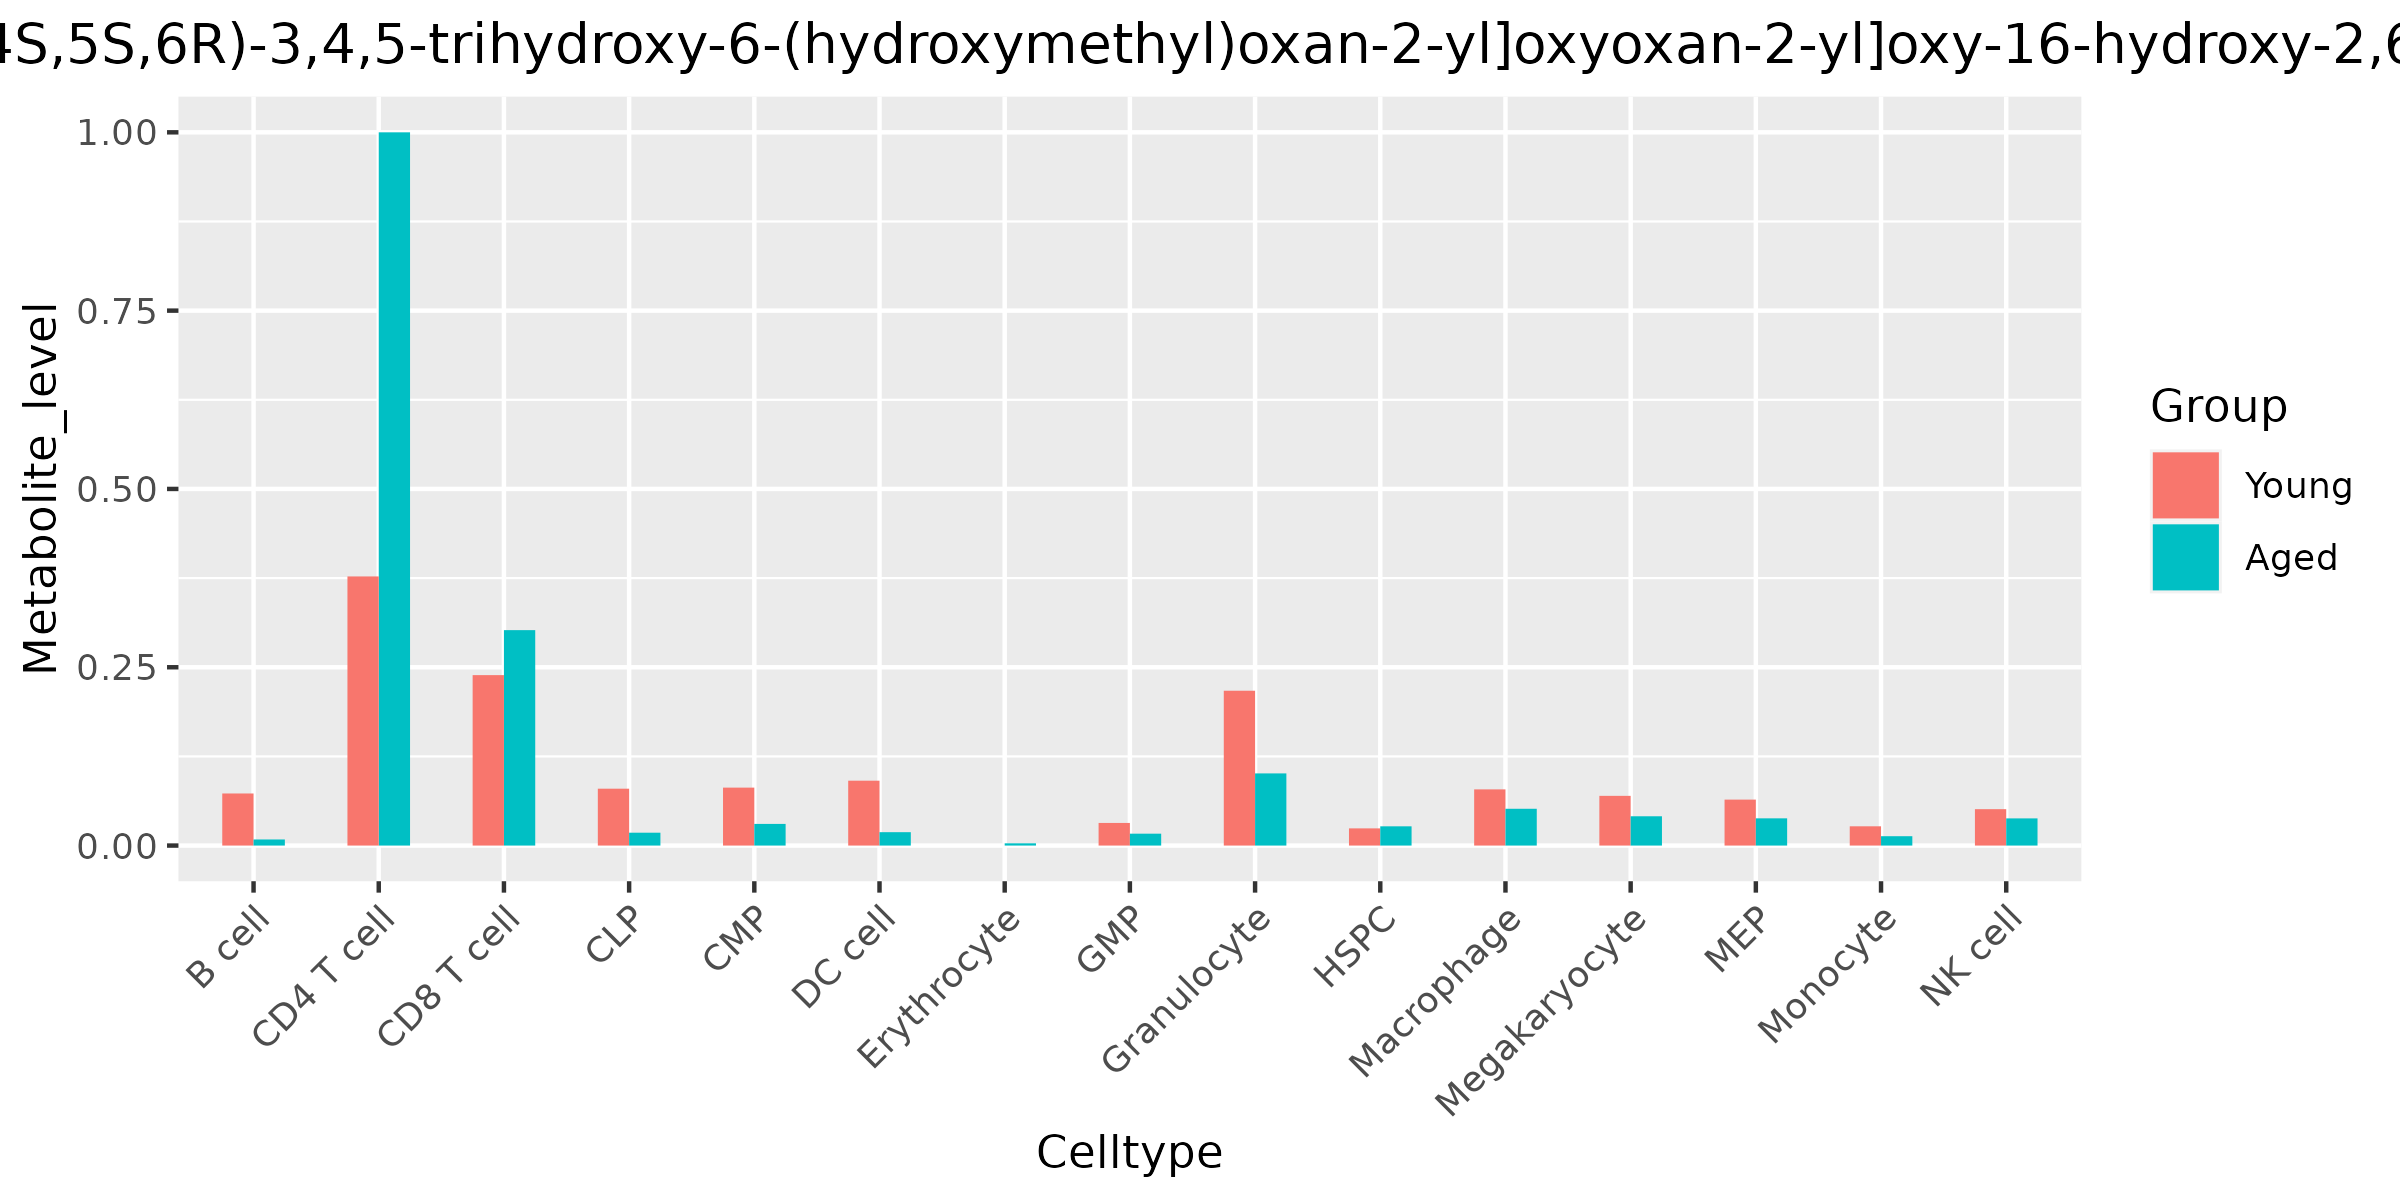 4S,5S,6R)-3,4,5-trihydroxy-6-(hydroxymethyl)oxan-2-yl]oxyoxan-2-yl]oxy-16-hydroxy-2,6
1.00
0.75
0.50
0.25
0.00
Metabolite_level
Group
Young
Aged
B cell
CD4 T cell
CD8 T cell
CLP
CMP
DC cell
Erythrocyte
GMP
Granulocyte
HSPC
Macrophage
Megakaryocyte
MEP
Monocyte
NK cell
Celltype